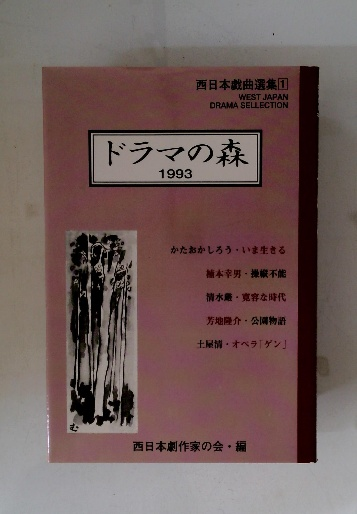 西日本戯曲選集1
WEST JAPAN
DRAMA SELLECTION
ドラマの森
1993
かたおかしろう・いま生きる
楠本幸男・操縦不能
清水巌・寛容な時代
芳地隆介・公園物語
土屋清・オペラ「ゲン」
む
西日本劇作家の会・編